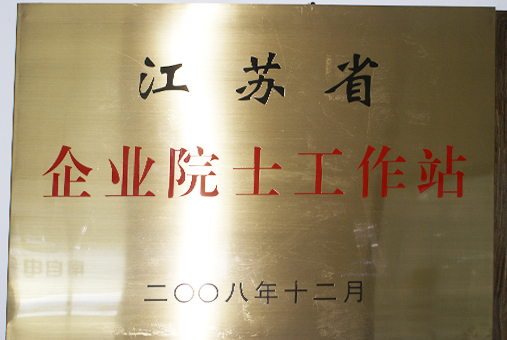 江苏省
企业院士工作站
二〇〇八年十二月